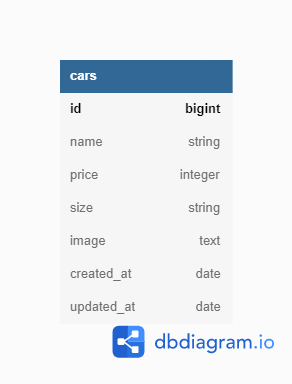 cars
id bigint
name string
price integer
size string
image text
created_at date
updated_at date
dbdiagram.io